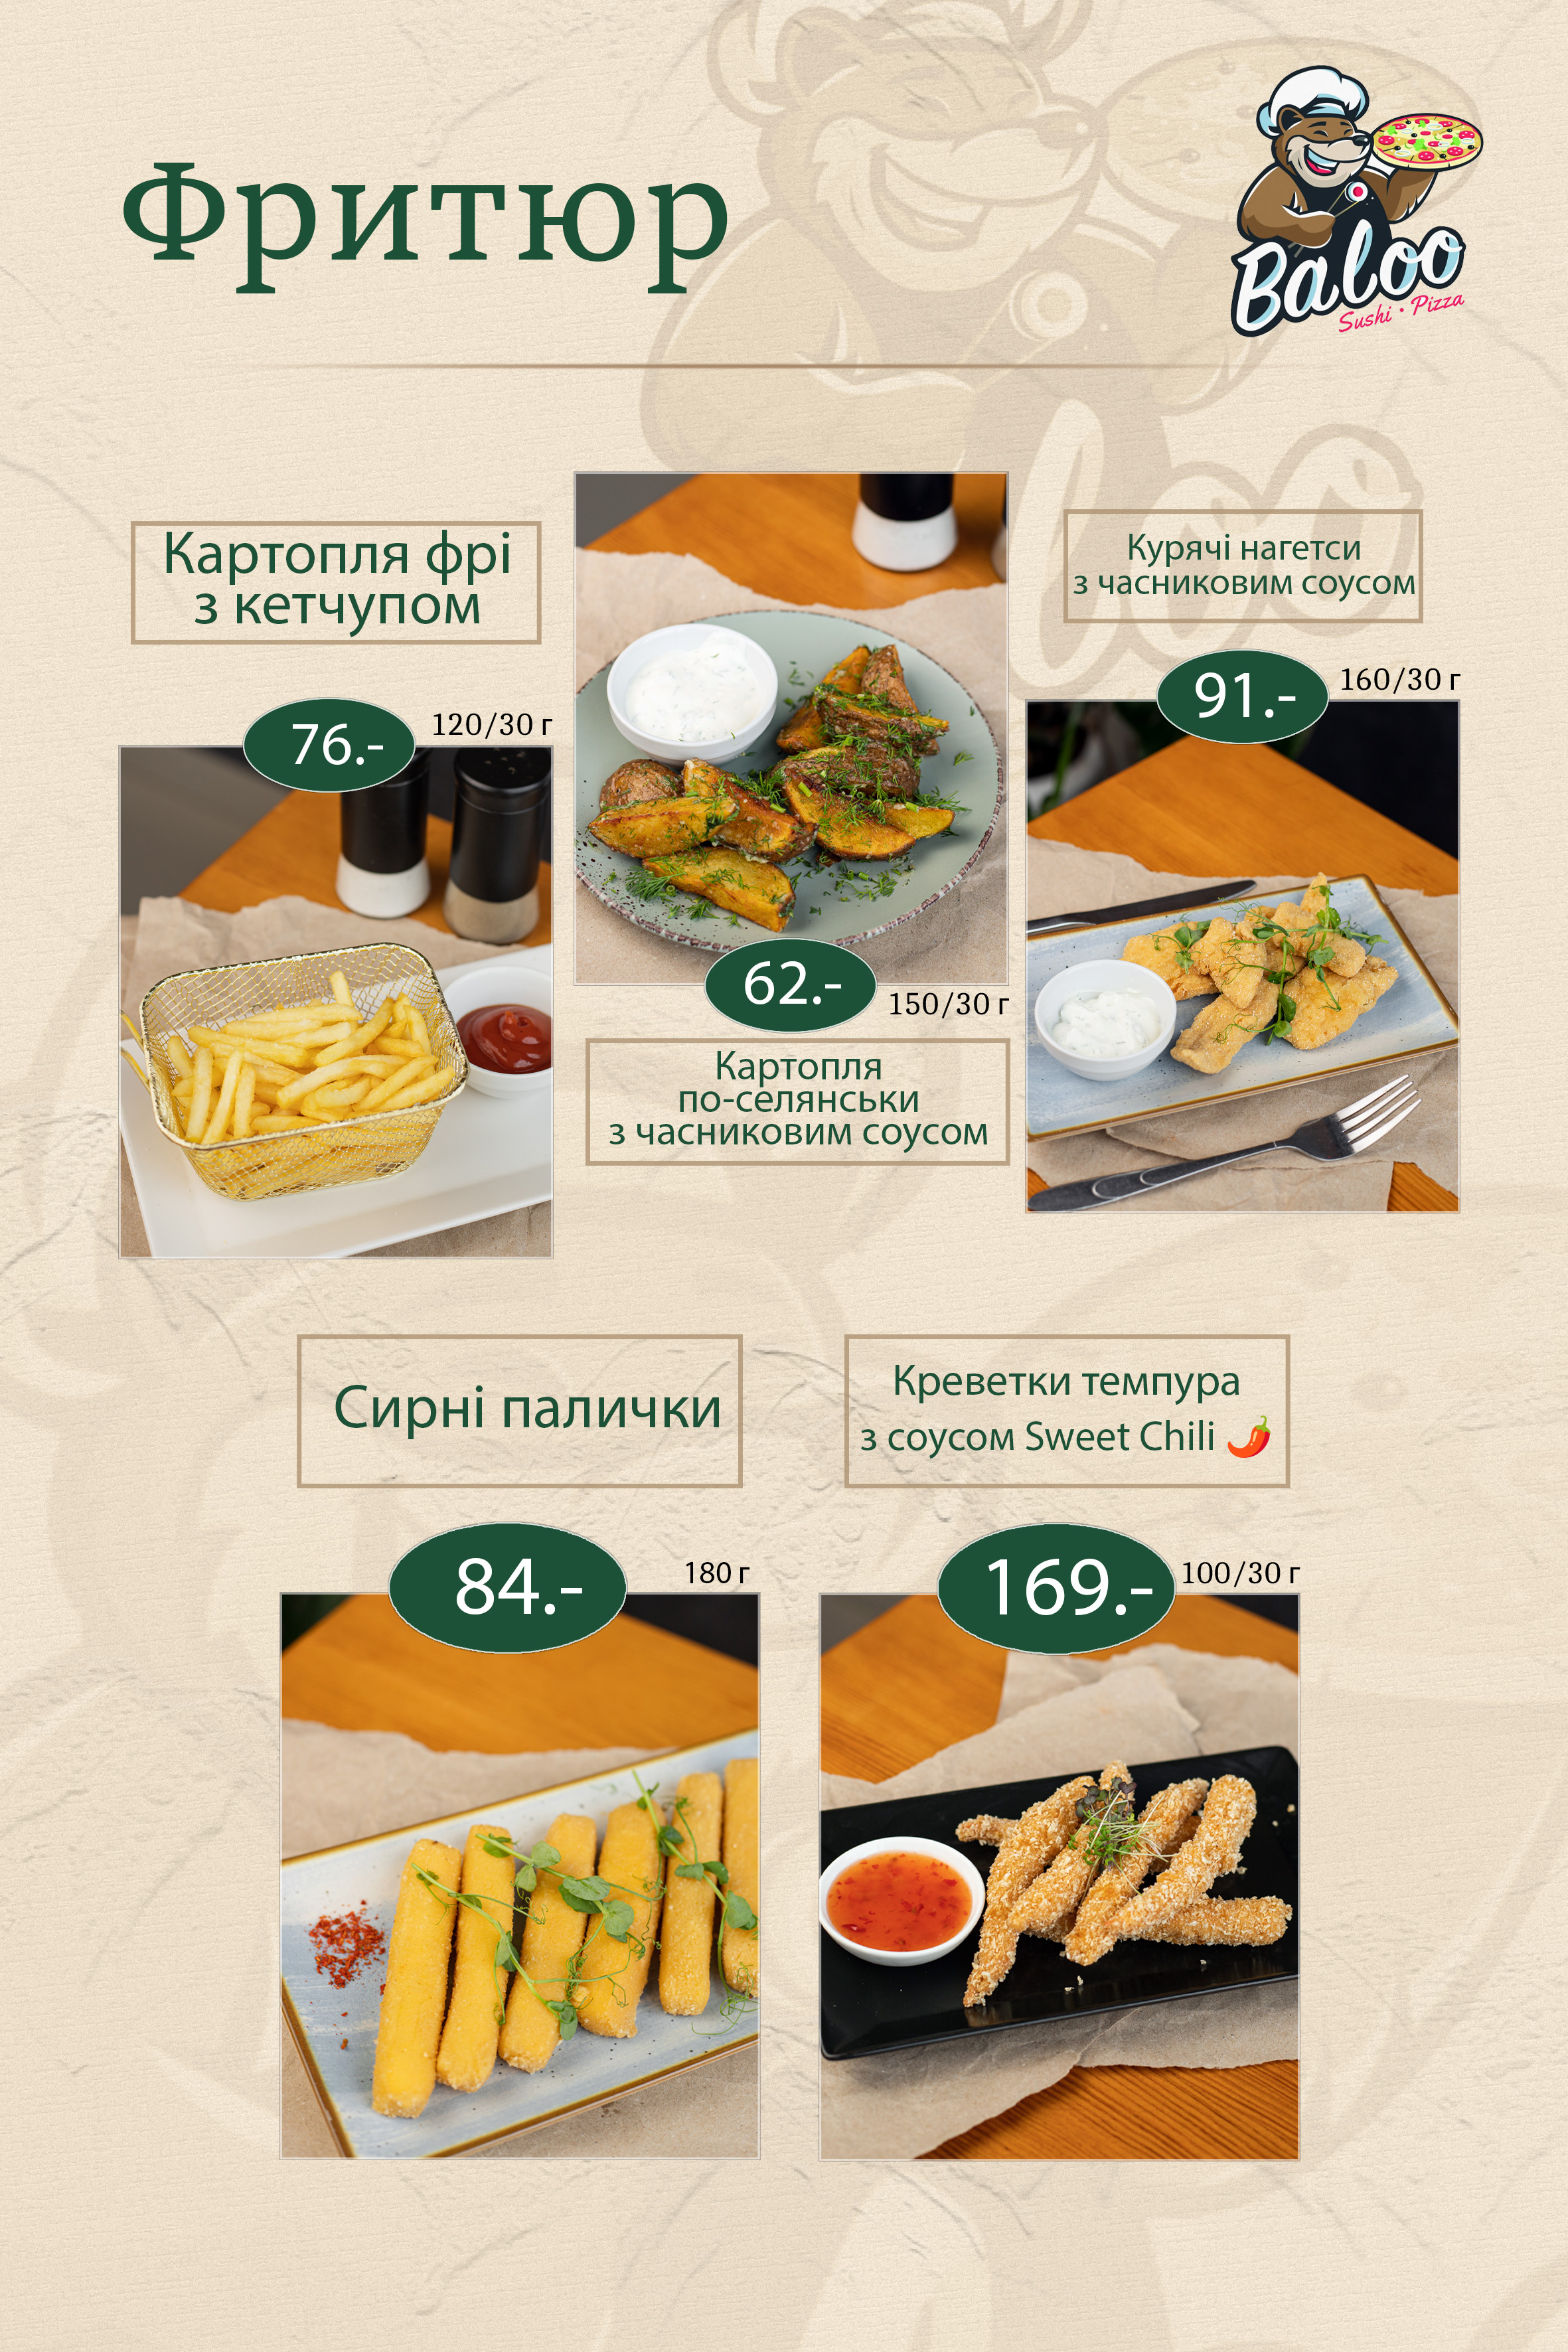 Фритюр
Baloo
Sushi • Pizza
Картопля фрі
з кетчупом
76.-
120/30 г
62.-
150/30 г
Картопля
по-селянськи
з часниковим соусом
Курячі нагетси
з часниковим соусом
91.-
160/30 г
Сирні палички
84.-
180 г
Креветки темпура
з соусом Sweet Chili 🌶️
169.-
100/30 г